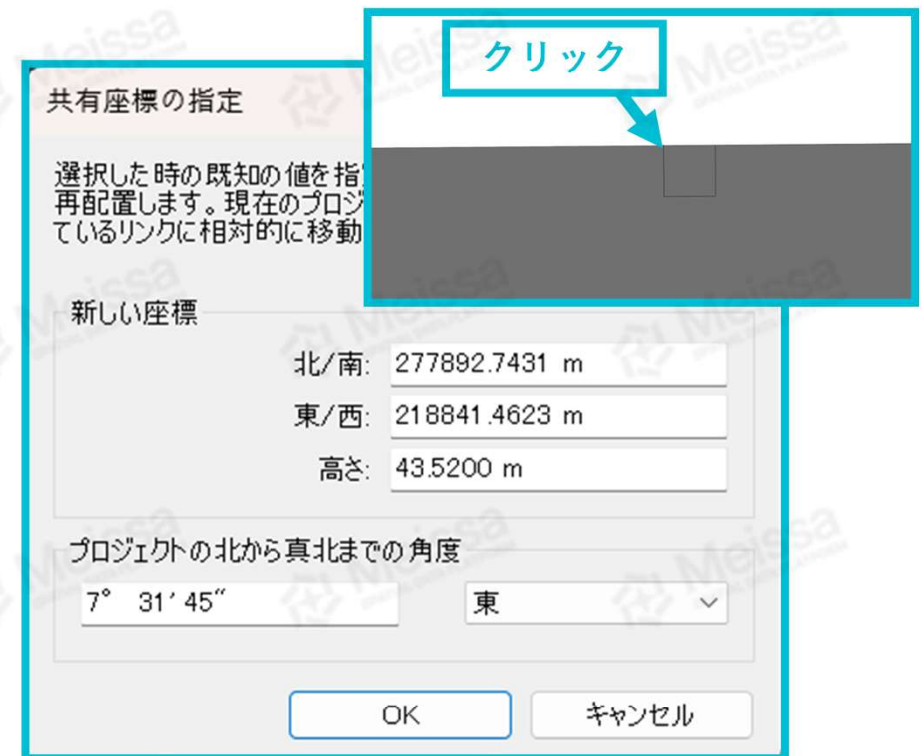 クリック
共有座標の指定
選択した時の既知の値を指
再配置します。現在のプロジ
ているリンクに相対的に移動
新しい座標
北/南: 277892.7431 m
東/西: 218841.4623 m
高さ: 43.5200 m
プロジェクトの北から真北までの角度
7° 31′ 45″ 東
OK キャンセル
Meissa